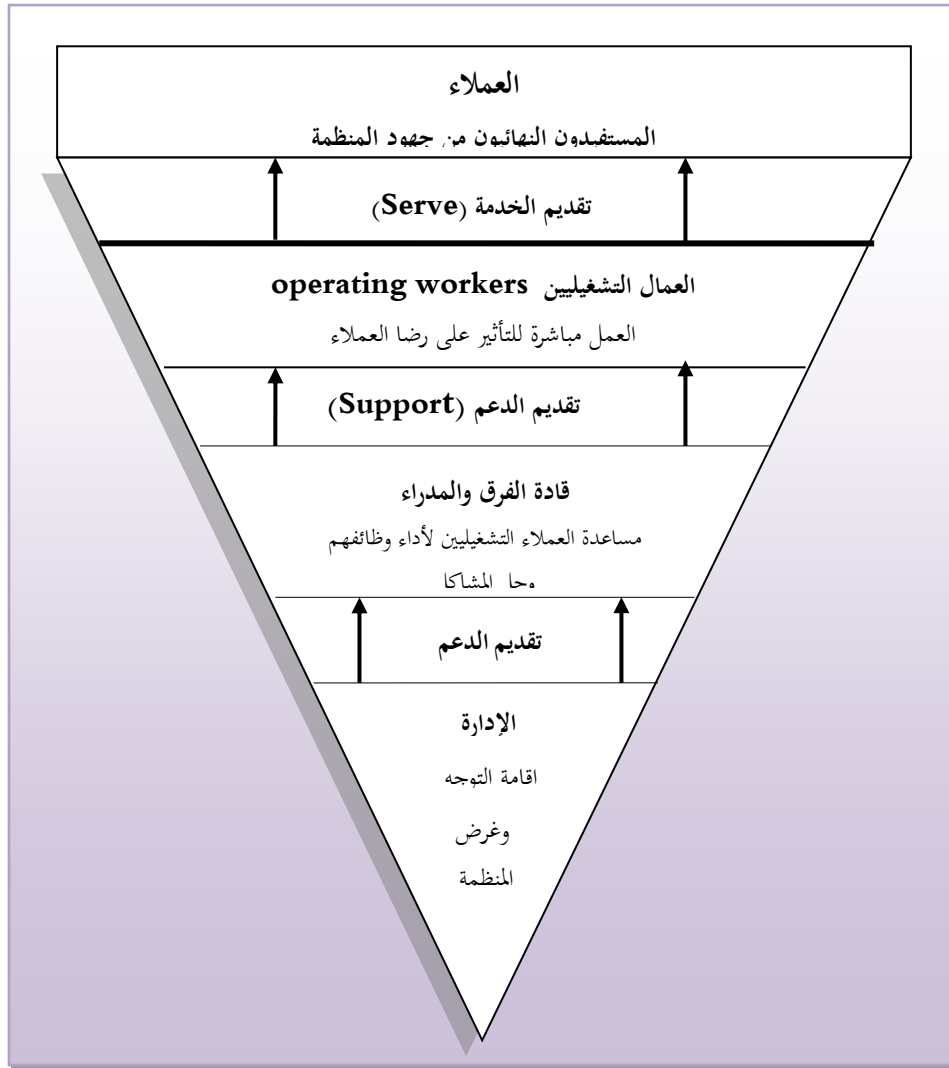 العملاء
المستفيدون النهائيون من جهود المنظمة
تقديم الخدمة (Serve)
العمال التشغيليين operating workers
العمل مباشرة للتأثير على رضا العملاء
تقديم الدعم (Support)
قادة الفرق والمدراء
مساعدة العملاء التشغيليين لأداء وظائفهم
وحل المشاكل
تقديم الدعم
الإدارة
اقامة التوجه
وغرض
المنظمة